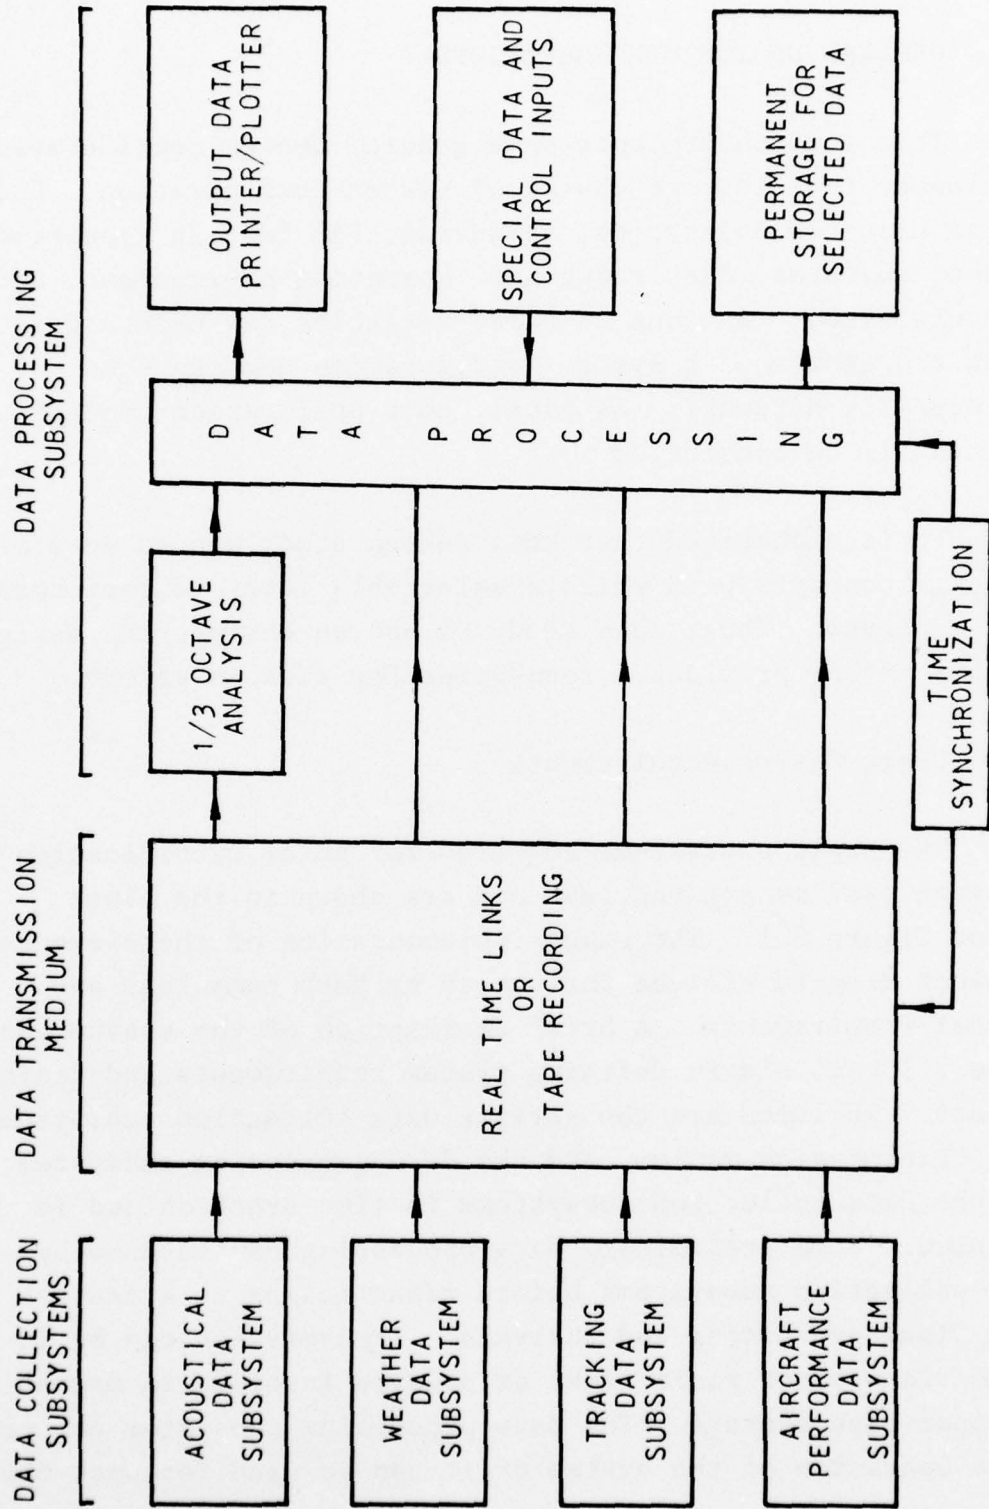 DATA COLLECTION
SUBSYSTEMS
DATA TRANSMISSION
MEDIUM
DATA PROCESSING
SUBSYSTEM
ACOUSTICAL
DATA
SUBSYSTEM
WEATHER
DATA
SUBSYSTEM
TRACKING
DATA
SUBSYSTEM
AIRCRAFT
PERFORMANCE
DATA
SUBSYSTEM
REAL TIME LINKS
OR
TAPE RECORDING
1/3 OCTAVE
ANALYSIS
DATA PROCESSING
OUTPUT DATA
PRINTER/PLOTTER
SPECIAL DATA AND
CONTROL INPUTS
PERMANENT
STORAGE FOR
SELECTED DATA
TIME
SYNCHRONIZATION